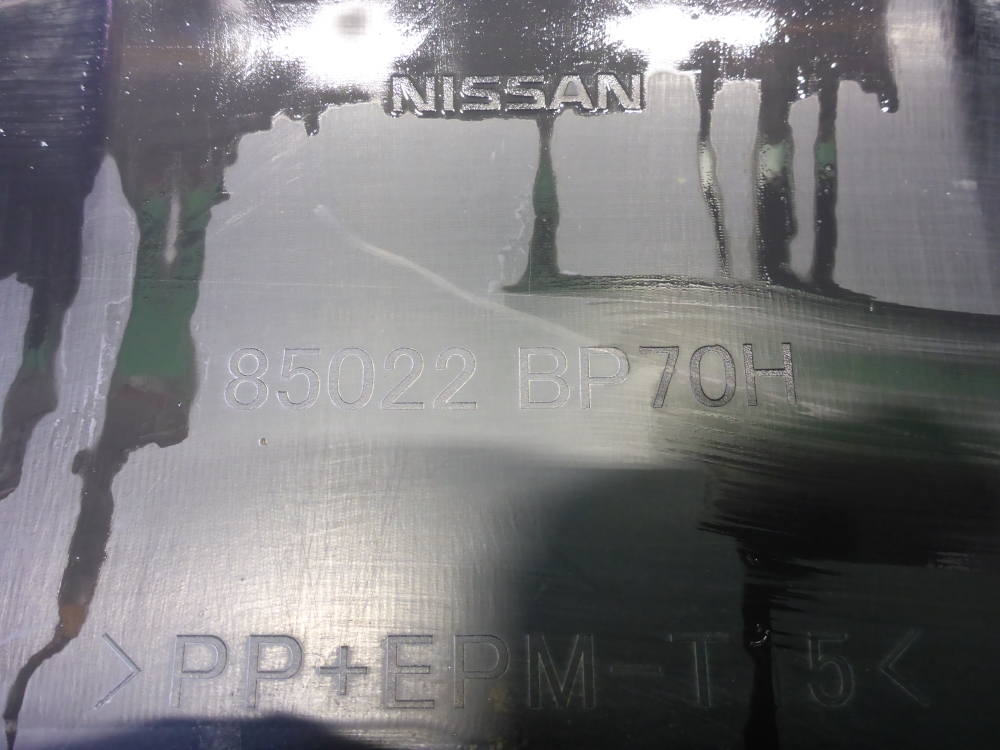 NISSAN
85022 BP70H
>PP+EPM-T15<